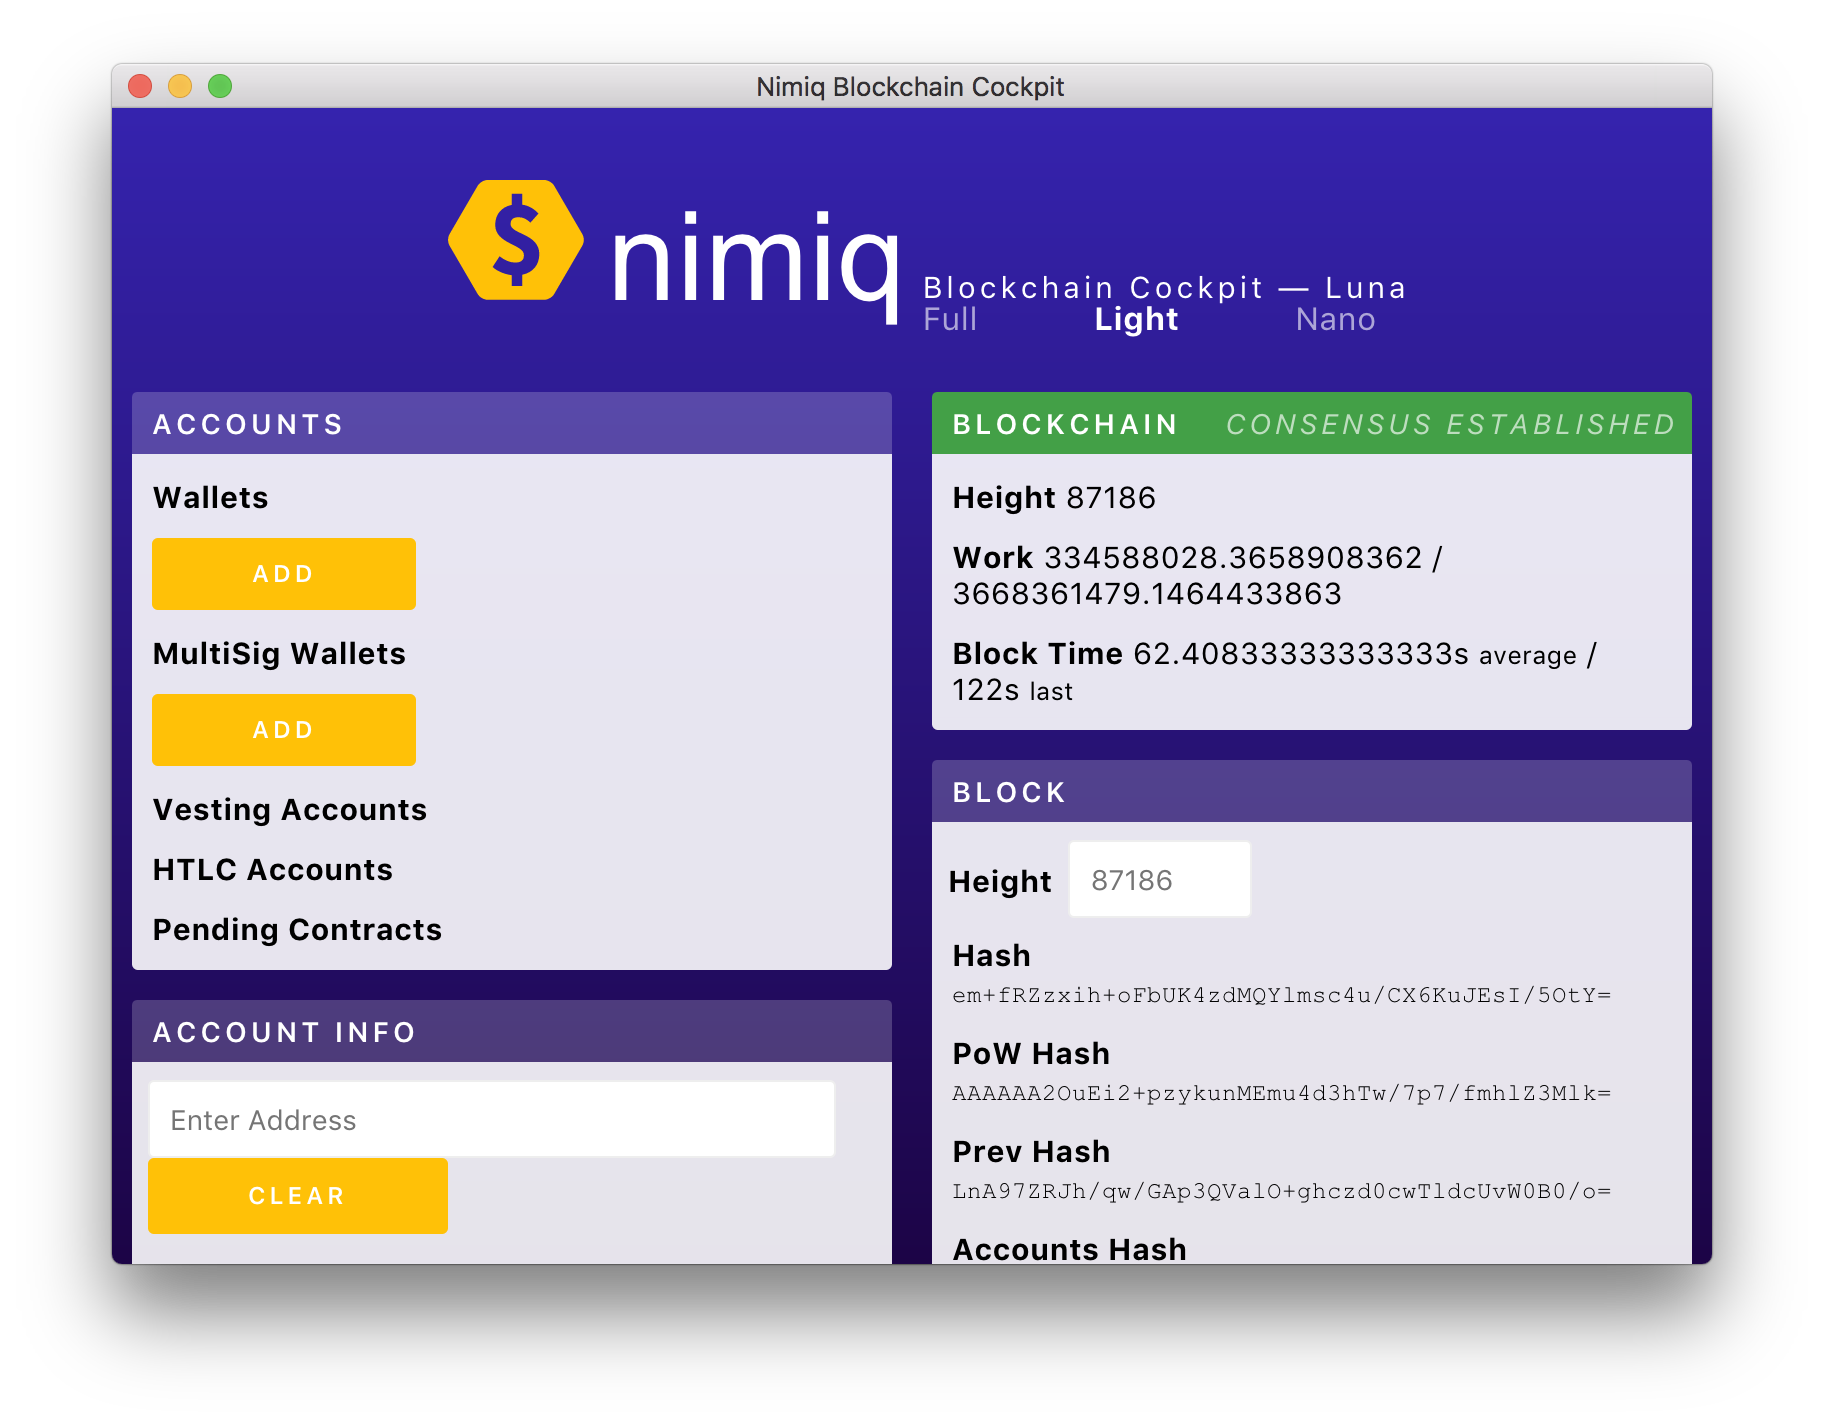 Nimiq Blockchain Cockpit
$ nimiq
Blockchain Cockpit — Luna
Full Light Nano
ACCOUNTS
Wallets
ADD
MultiSig Wallets
ADD
Vesting Accounts
HTLC Accounts
Pending Contracts
ACCOUNT INFO
Enter Address
CLEAR
BLOCKCHAIN CONSENSUS ESTABLISHED
Height 87186
Work 334588028.3658908362 /
3668361479.1464433863
Block Time 62.40833333333333s average /
122s last
BLOCK
Height 87186
Hash
em+fRZzxih+oFbUK4zdMQYlmsc4u/CX6KuJEsI/5OtY=
PoW Hash
AAAAAA2OuEi2+pzykunMEmu4d3hTw/7p7/fmhlZ3Mlk=
Prev Hash
LnA97ZRJh/qw/GAp3QValO+ghczd0cwTldcUvW0B0/o=
Accounts Hash